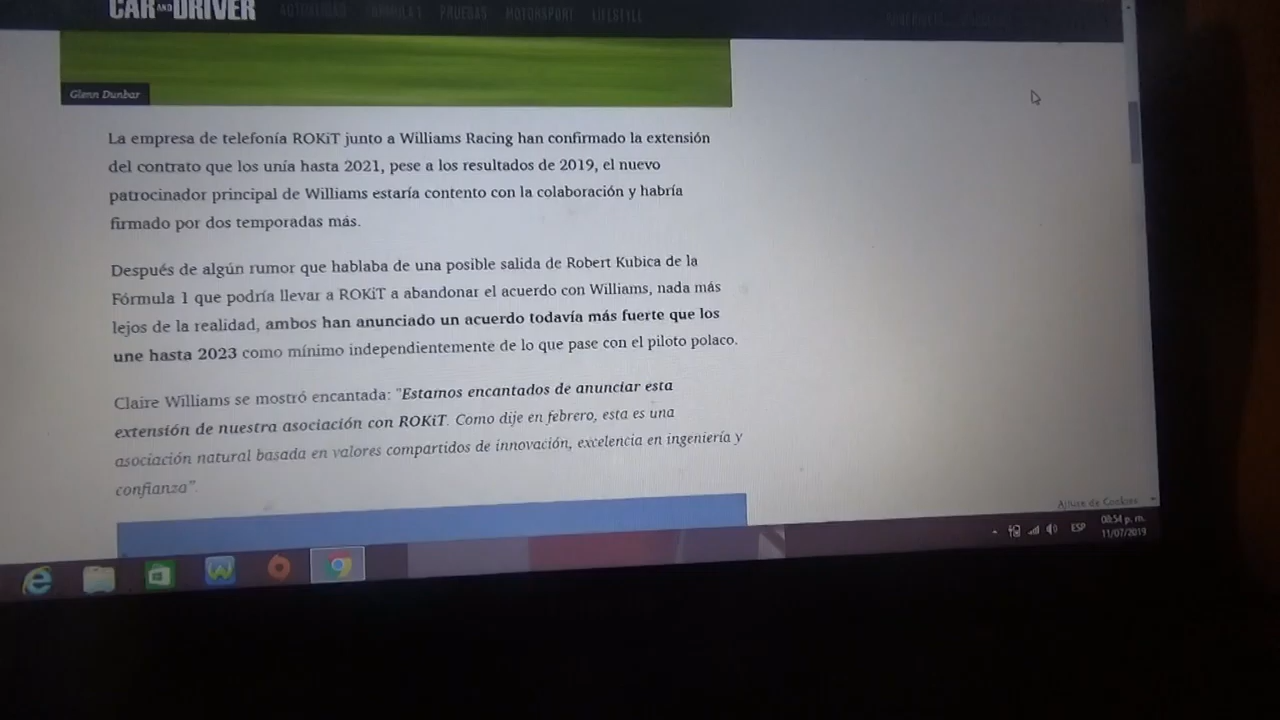 CAR AND DRIVER ACTUALIDAD PRUEBAS MOTORSPORT LIFESTYLE
Glenn Dunbar
La empresa de telefonía ROKiT junto a Williams Racing han confirmado la extensión
del contrato que los unía hasta 2021, pese a los resultados de 2019, el nuevo
patrocinador principal de Williams estaría contento con la colaboración y habría
firmado por dos temporadas más.
Después de algún rumor que hablaba de una posible salida de Robert Kubica de la
Fórmula 1 que podría llevar a ROKiT a abandonar el acuerdo con Williams, nada más
lejos de la realidad, ambos han anunciado un acuerdo todavía más fuerte que los
une hasta 2023 como mínimo independientemente de lo que pase con el piloto polaco.
Claire Williams se mostró encantada: "Estamos encantados de anunciar esta
extensión de nuestra asociación con ROKiT. Como dije en febrero, esta es una
asociación natural basada en valores compartidos de innovación, excelencia en ingeniería y
confianza".
Ajuste de Cookies
ESP
08:54 p. m.
11/07/2019